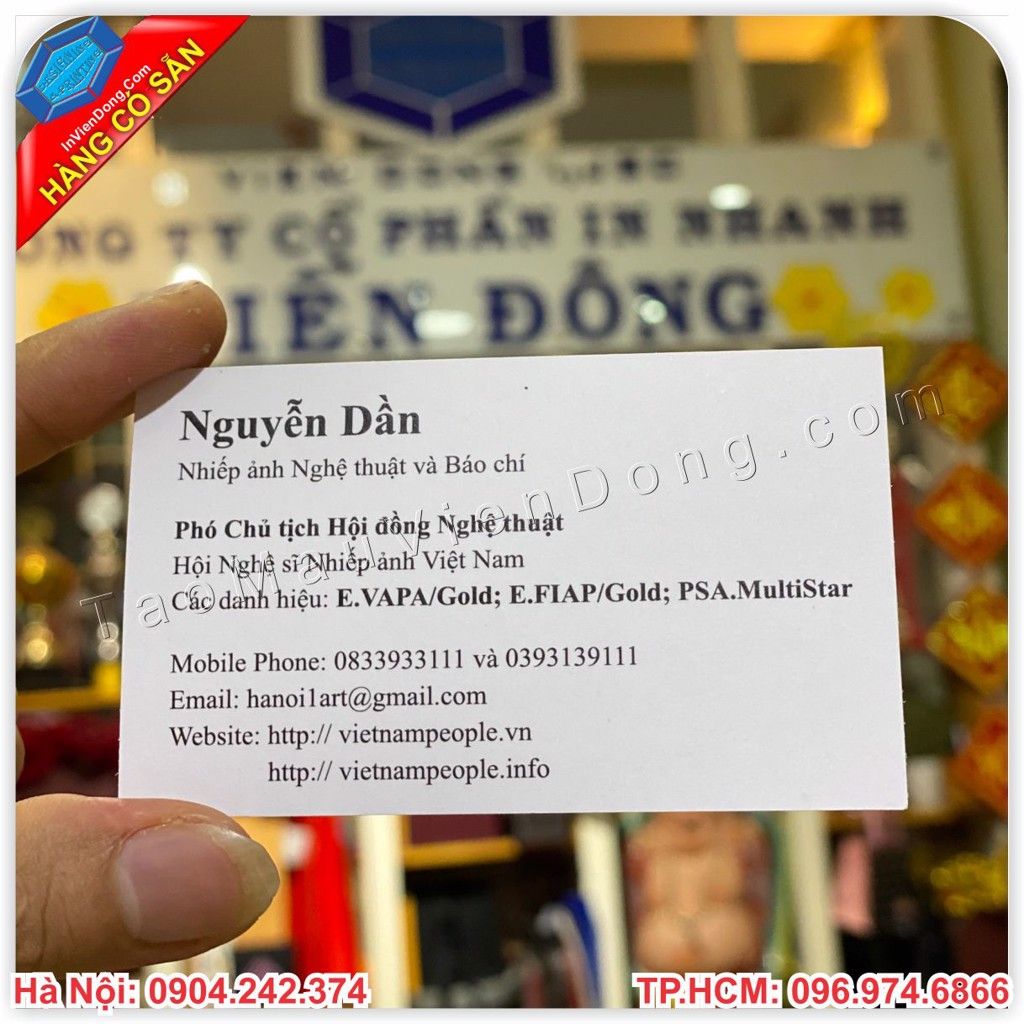 InVienDong.Com
HÀNG CÓ SẴN
CÔNG TY CỔ PHẦN IN NHANH
VIỄN ĐÔNG
Nguyễn Dần
Nhiếp ảnh Nghệ thuật và Báo chí
Phó Chủ tịch Hội đồng Nghệ thuật
Hội Nghệ sĩ Nhiếp ảnh Việt Nam
Các danh hiệu: E.VAPA/Gold; E.FIAP/Gold; PSA.MultiStar
Mobile Phone: 0833933111 và 0393139111
Email: hanoi1art@gmail.com
Website: http:// vietnampeople.vn
http:// vietnampeople.info
TaoMauVienDong.com
Hà Nội: 0904.242.374
TP.HCM: 096.974.6866